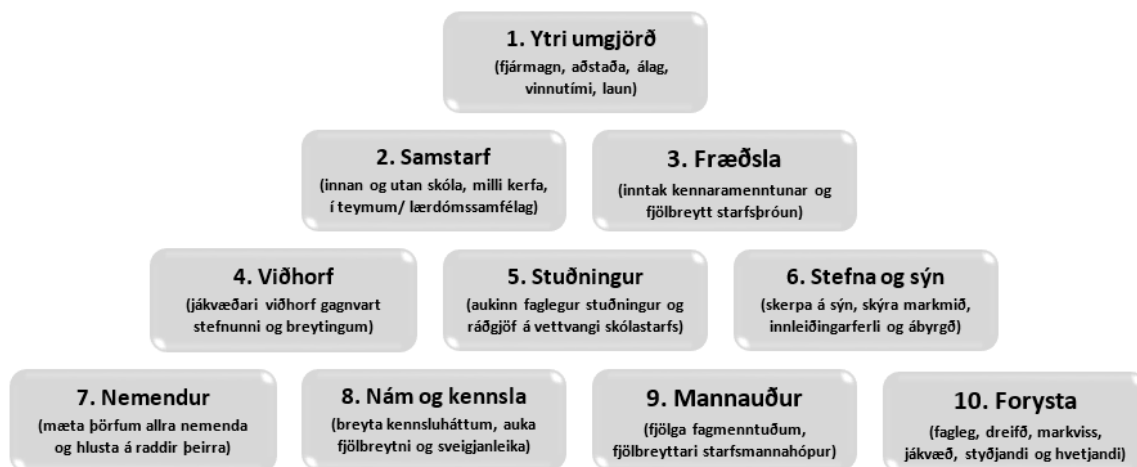 1. Ytri umgjörð
(fjármagn, aðstaða, álag,
vinnutími, laun)
2. Samstarf
(innan og utan skóla, milli kerfa,
í teymum/ lærdómssamfélag)
3. Fræðsla
(inntak kennaramenntunar og
fjölbreytt starfsþróun)
4. Viðhorf
(jákvæðari viðhorf gagnvart
stefnunni og breytingum)
5. Stuðningur
(aukinn faglegur stuðningur og
ráðgjöf á vettvangi skólastarfs)
6. Stefna og sýn
(skerpa á sýn, skýra markmið,
innleiðingarferli og ábyrgð)
7. Nemendur
(mæta þörfum allra nemenda
og hlusta á raddir þeirra)
8. Nám og kennsla
(breyta kennsluháttum, auka
fjölbreytni og sveigjanleika)
9. Mannauður
(fjölga fagmenntuðum,
fjölbreyttari starfsmannahópur)
10. Forysta
(fagleg, dreifð, markviss,
jákvæð, styðjandi og hvetjandi)